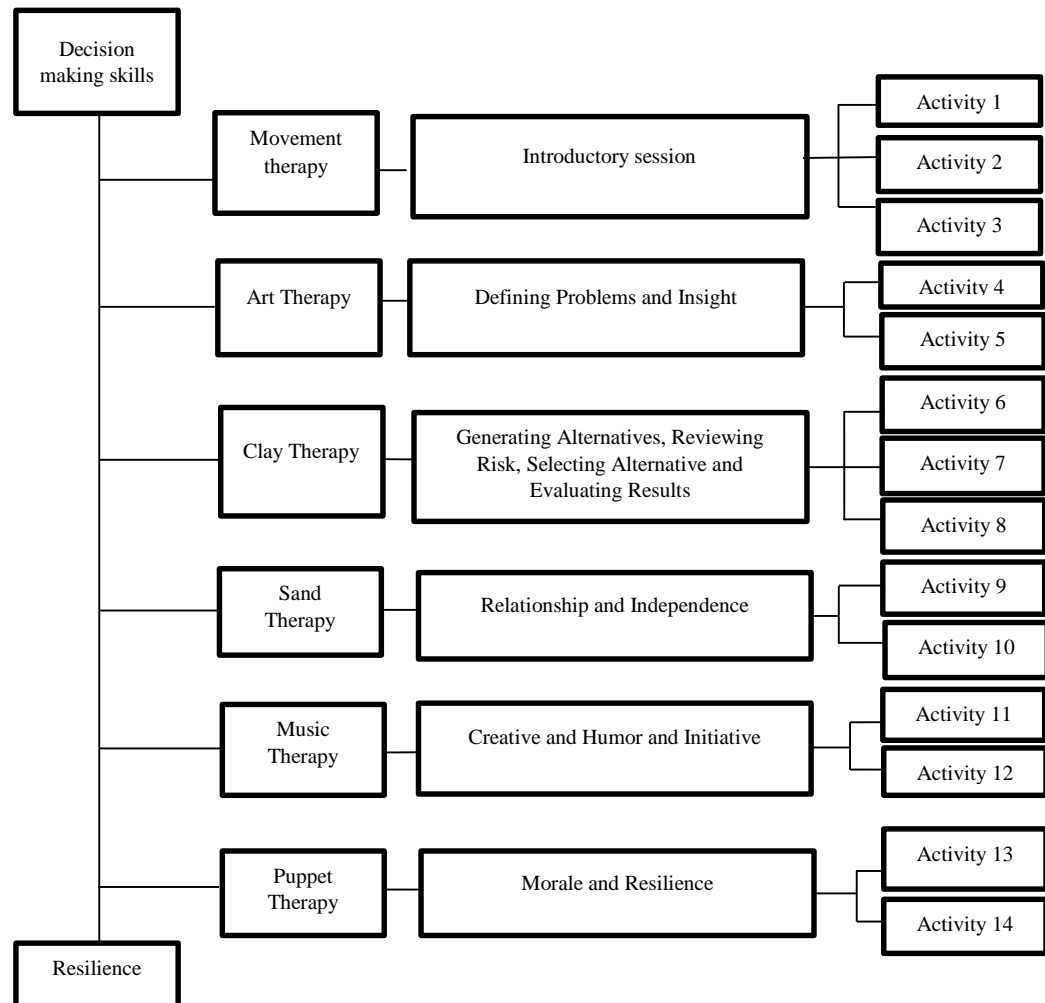 Decision
making skills
Movement
therapy
Introductory session
Activity 1
Activity 2
Activity 3
Art Therapy
Defining Problems and Insight
Activity 4
Activity 5
Clay Therapy
Generating Alternatives, Reviewing
Risk, Selecting Alternative and
Evaluating Results
Activity 6
Activity 7
Activity 8
Sand
Therapy
Relationship and Independence
Activity 9
Activity 10
Music
Therapy
Creative and Humor and Initiative
Activity 11
Activity 12
Puppet
Therapy
Morale and Resilience
Activity 13
Activity 14
Resilience